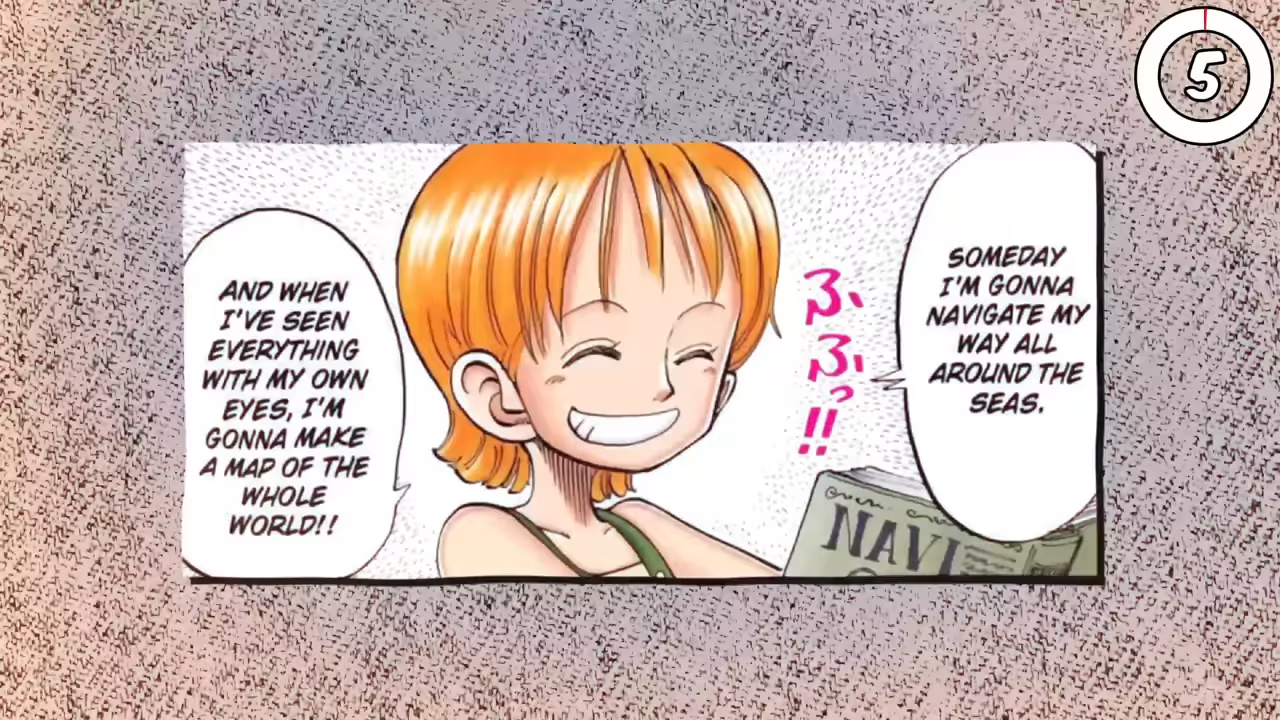 5
SOMEDAY
I'M GONNA
NAVIGATE MY
WAY ALL
AROUND THE
SEAS.
ふふっ!!
NAVI
AND WHEN
I'VE SEEN
EVERYTHING
WITH MY OWN
EYES, I'M
GONNA MAKE
A MAP OF THE
WHOLE
WORLD!!